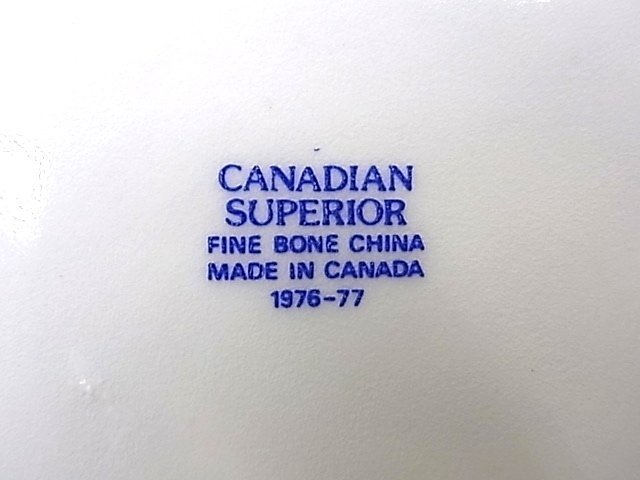 CANADIAN
SUPERIOR
FINE BONE CHINA
MADE IN CANADA
1976-77